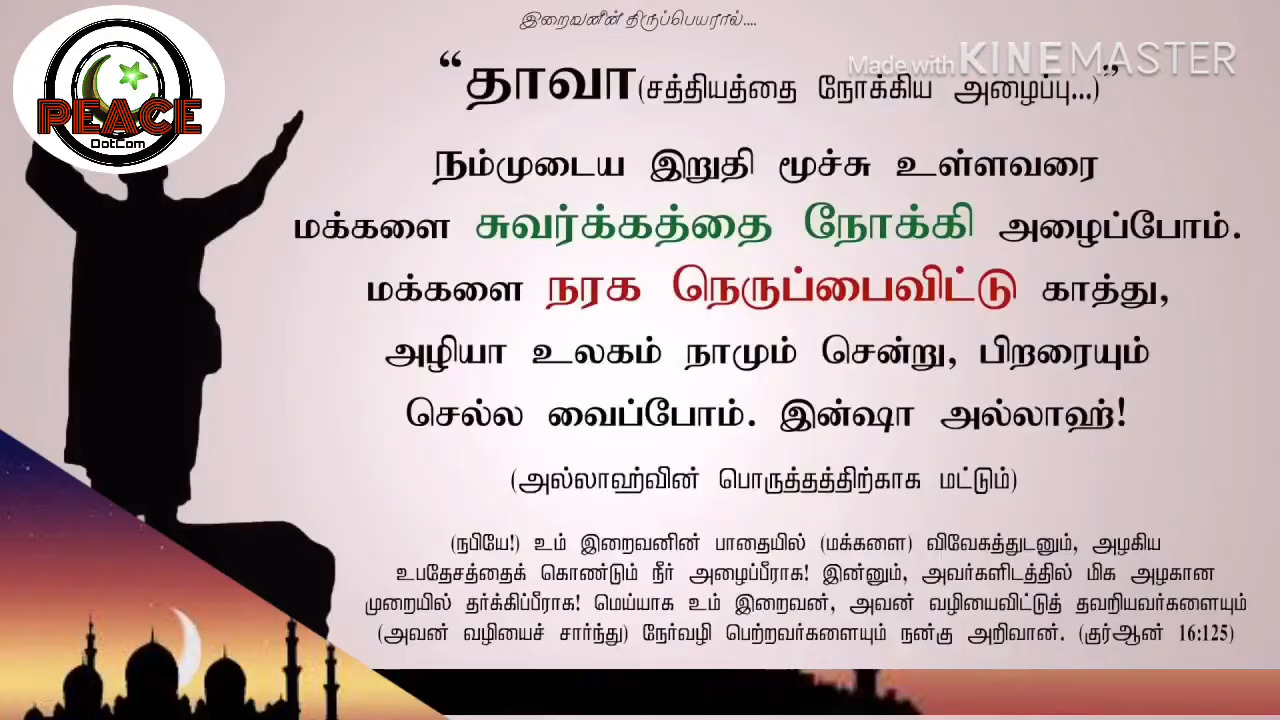 இறைவனின் திருப்பெயரால்....
Made with KINEMASTER
“தாவா(சத்தியத்தை நோக்கிய அழைப்பு...)”
PEACE
DotCom
நம்முடைய இறுதி மூச்சு உள்ளவரை
மக்களை சுவர்க்கத்தை நோக்கி அழைப்போம்.
மக்களை நரக நெருப்பைவிட்டு காத்து,
அழியா உலகம் நாமும் சென்று, பிறரையும்
செல்ல வைப்போம். இன்ஷா அல்லாஹ்!
(அல்லாஹ்வின் பொருத்தத்திற்காக மட்டும்)
(நபியே!) உம் இறைவனின் பாதையில் (மக்களை) விவேகத்துடனும், அழகிய
உபதேசத்தைக் கொண்டும் நீர் அழைப்பீராக! இன்னும், அவர்களிடத்தில் மிக அழகான
முறையில் தர்க்கிப்பீராக! மெய்யாக உம் இறைவன், அவன் வழியைவிட்டுத் தவறியவர்களையும்
(அவன் வழியைச் சார்ந்து) நேர்வழி பெற்றவர்களையும் நன்கு அறிவான். (குர்ஆன் 16:125)